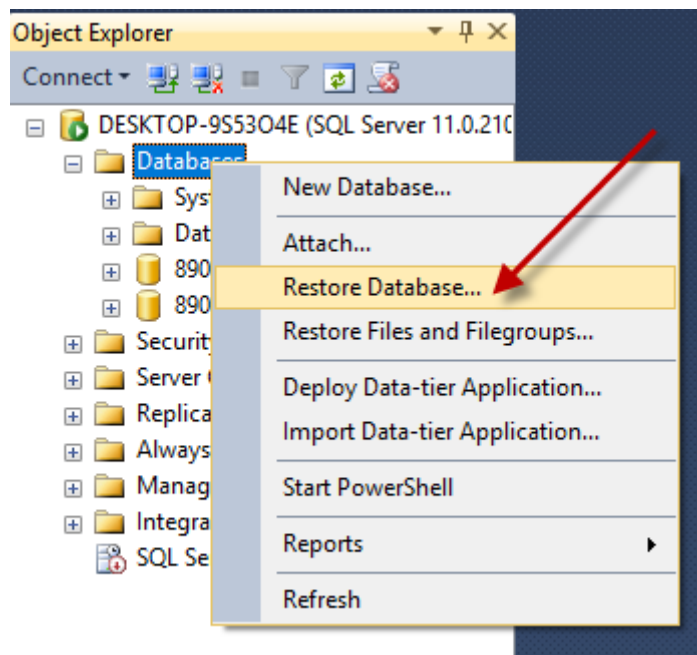 Object Explorer
Connect
DESKTOP-9S53O4E (SQL Server 11.0.210
Databases
New Database...
Sys
Attach...
Dat
890
Restore Database...
890
Restore Files and Filegroups...
Securit
Server
Deploy Data-tier Application...
Replica
Import Data-tier Application...
Always
Manag
Start PowerShell
Integra
Reports
SQL Se
Refresh